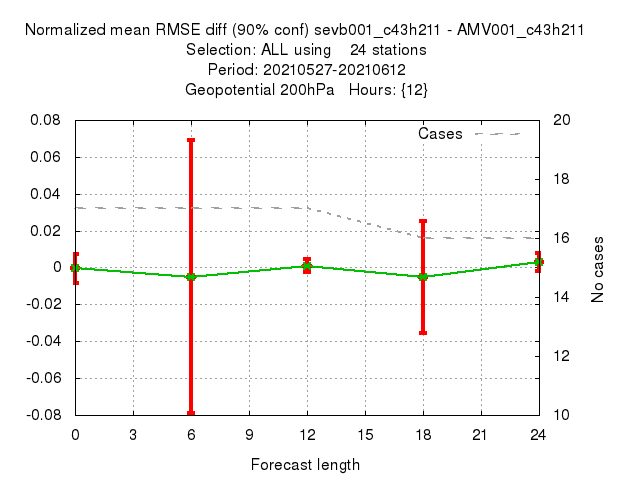 Normalized mean RMSE diff (90% conf) sevb001_c43h211 - AMV001_c43h211
Selection: ALL using    24 stations
Period: 20210527-20210612
Geopotential 200hPa   Hours: {12}
Cases
0.08
0.06
0.04
0.02
0
-0.02
-0.04
-0.06
-0.08
20
18
16
14
12
10
No cases
0 3 6 9 12 15 18 21 24
Forecast length